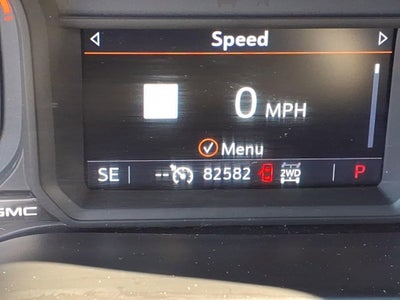 Speed
0 MPH
Menu
SE -- 82582 2WD P
GMC